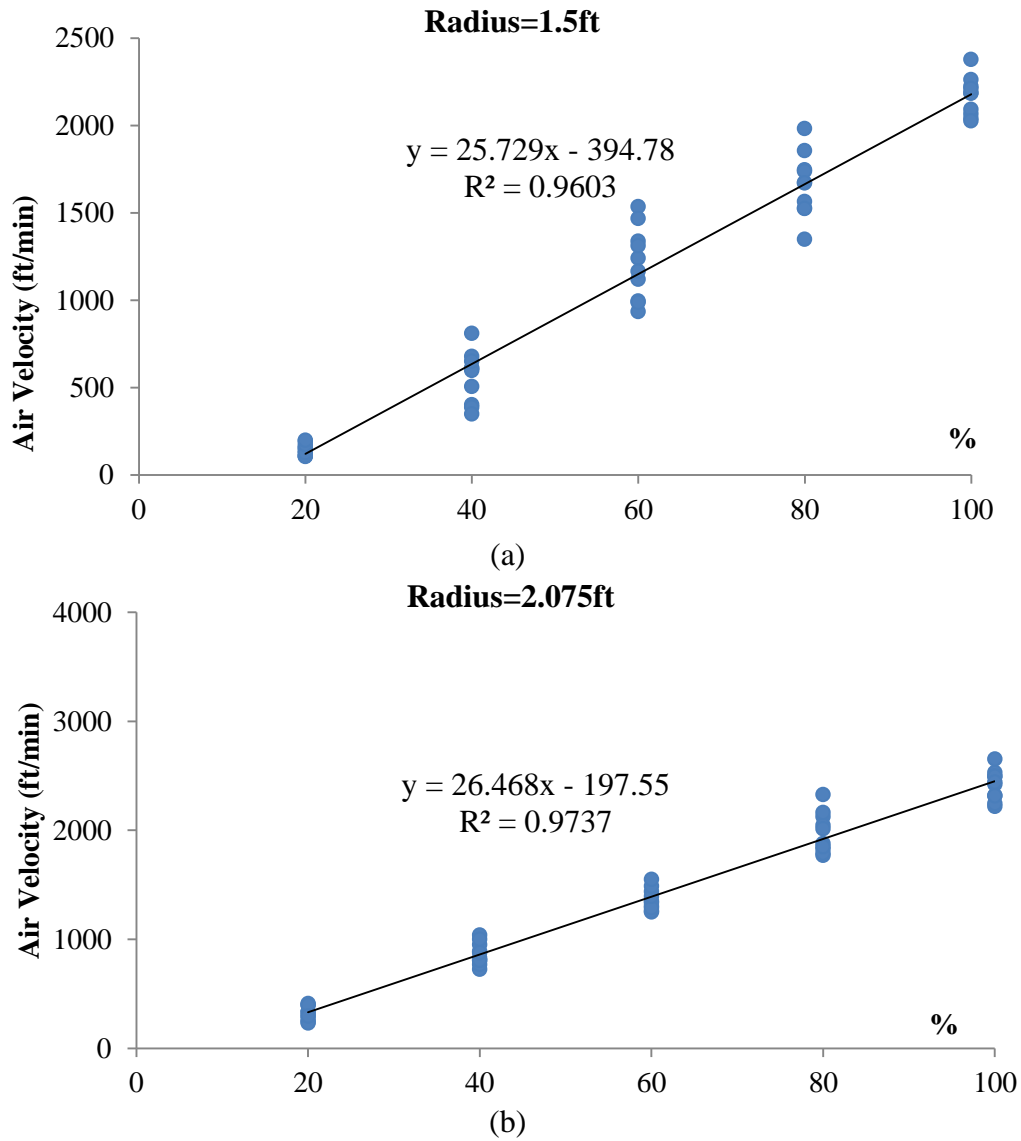 Radius=1.5ft
2500
2000
1500
1000
500
0
Air Velocity (ft/min)
y = 25.729x - 394.78
R² = 0.9603
%
0 20 40 60 80 100
(a)
Radius=2.075ft
4000
3000
2000
1000
0
Air Velocity (ft/min)
y = 26.468x - 197.55
R² = 0.9737
%
0 20 40 60 80 100
(b)